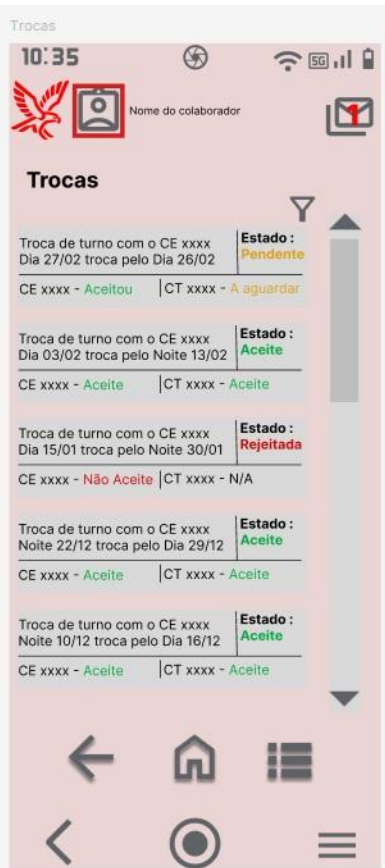 Trocas
10:35
5G
Nome do colaborador
1
Trocas
Troca de turno com o CE xxxx
Dia 27/02 troca pelo Dia 26/02
Estado :
Pendente
CE xxxx - Aceitou
CT xxxx - A aguardar
Troca de turno com o CE xxxx
Dia 03/02 troca pelo Noite 13/02
Estado :
Aceite
CE xxxx - Aceite
CT xxxx - Aceite
Troca de turno com o CE xxxx
Dia 15/01 troca pelo Noite 30/01
Estado :
Rejeitada
CE xxxx - Não Aceite
CT xxxx - N/A
Troca de turno com o CE xxxx
Noite 22/12 troca pelo Dia 29/12
Estado :
Aceite
CE xxxx - Aceite
CT xxxx - Aceite
Troca de turno com o CE xxxx
Noite 10/12 troca pelo Dia 16/12
Estado :
Aceite
CE xxxx - Aceite
CT xxxx - Aceite